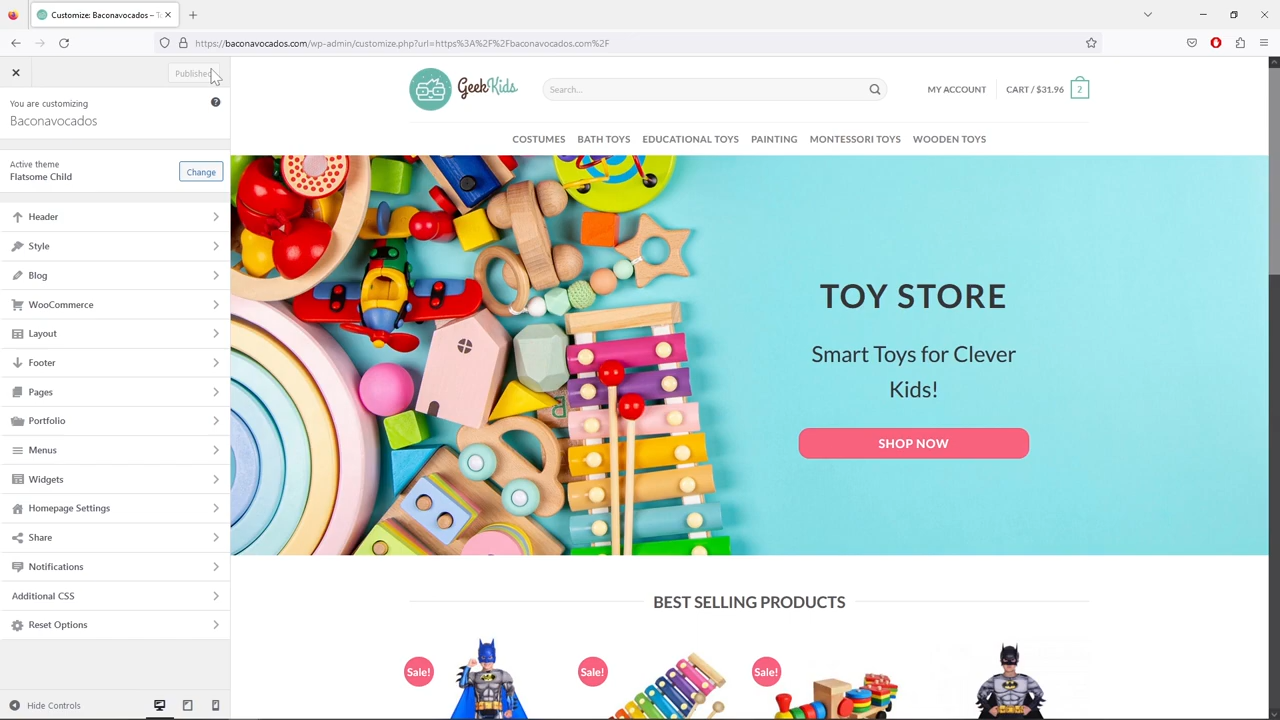 Customize: Baconavocados – To
https://baconavocados.com/wp-admin/customize.php?url=https%3A%2F%2Fbaconavocados.com%2F
Published
You are customizing
Baconavocados
Active theme
Flatsome Child
Change
Header
Style
Blog
WooCommerce
Layout
Footer
Pages
Portfolio
Menus
Widgets
Homepage Settings
Share
Notifications
Additional CSS
Reset Options
Hide Controls
GeekKids
Search...
MY ACCOUNT
CART / $31.96
2
COSTUMES BATH TOYS EDUCATIONAL TOYS PAINTING MONTESSORI TOYS WOODEN TOYS
TOY STORE
Smart Toys for Clever
Kids!
SHOP NOW
BEST SELLING PRODUCTS
Sale!
Sale!
Sale!